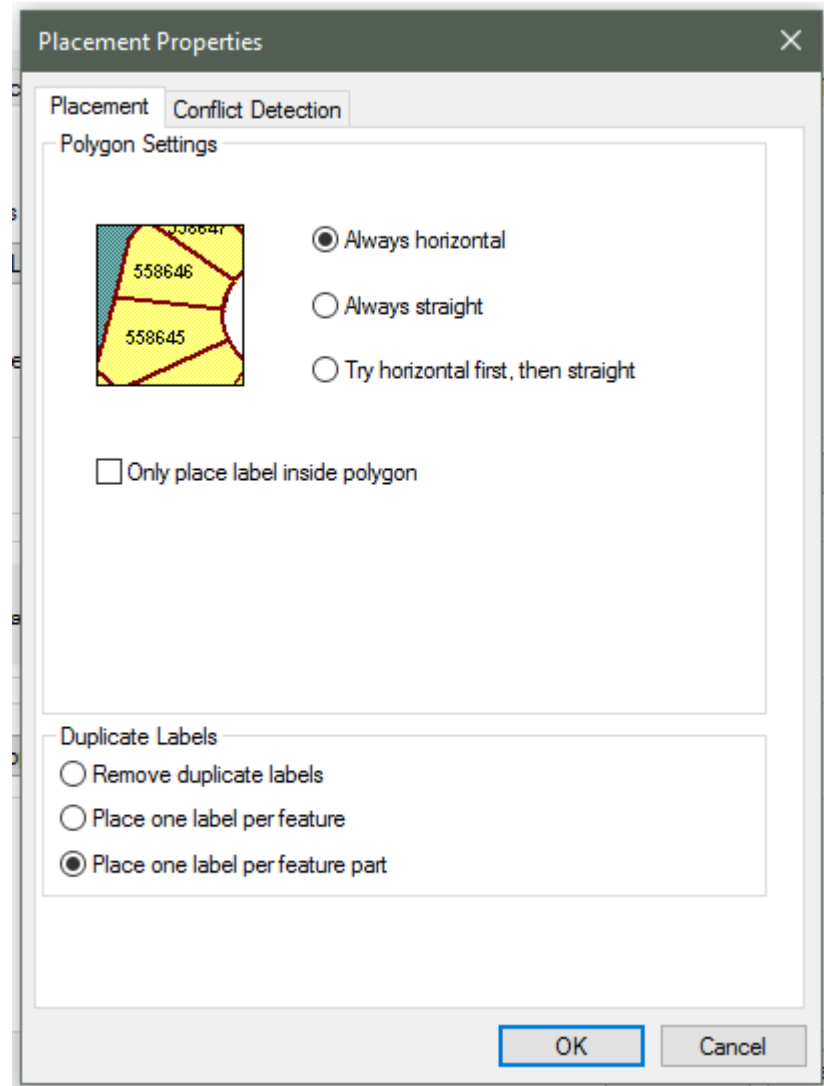 Placement Properties
Placement
Conflict Detection
Polygon Settings
558647
558646
558645
Always horizontal
Always straight
Try horizontal first, then straight
Only place label inside polygon
Duplicate Labels
Remove duplicate labels
Place one label per feature
Place one label per feature part
OK
Cancel